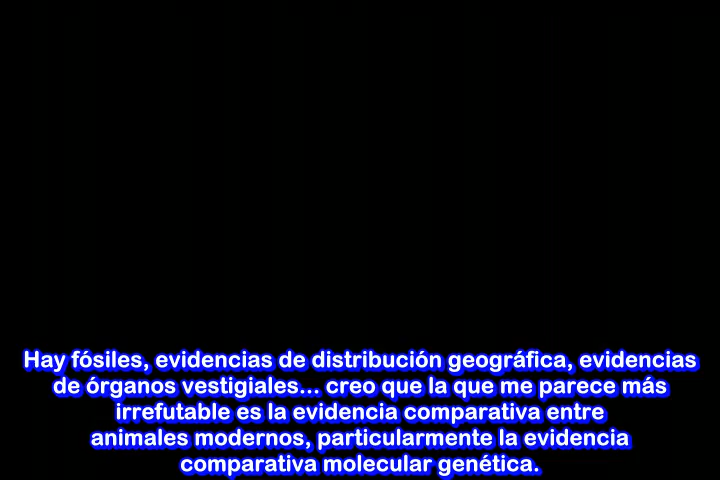 Hay fósiles, evidencias de distribución geográfica, evidencias
de órganos vestigiales... creo que la que me parece más
irrefutable es la evidencia comparativa entre
animales modernos, particularmente la evidencia
comparativa molecular genética.